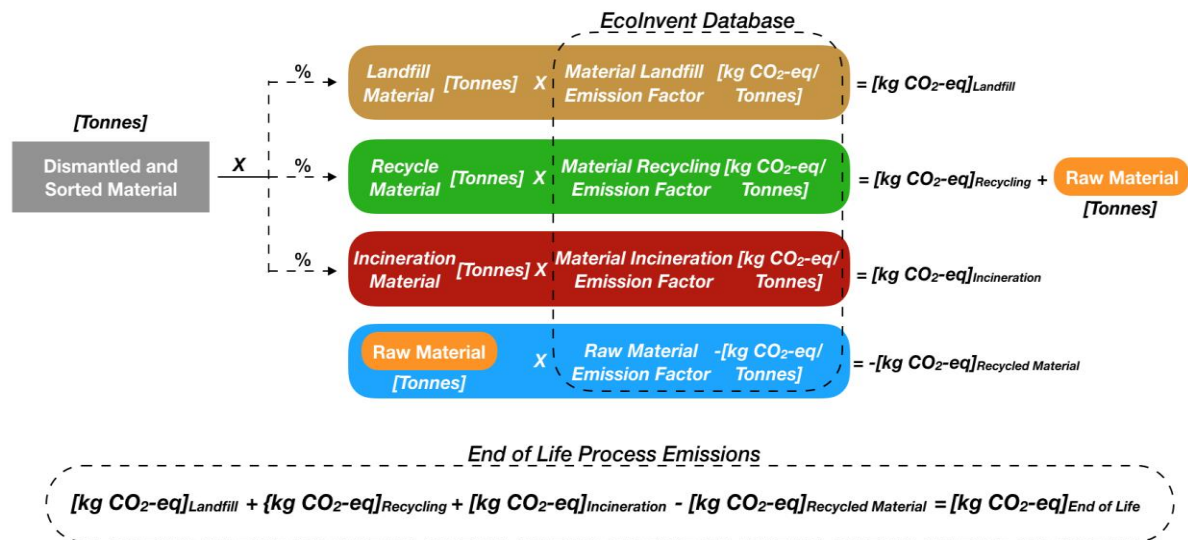 EcoInvent Database
%
Landfill Material [Tonnes] X Material Landfill Emission Factor [kg CO₂-eq/ Tonnes] = [kg CO₂-eq]Landfill
[Tonnes]
Dismantled and
Sorted Material
X
%
Recycle Material [Tonnes] X Material Recycling Emission Factor [kg CO₂-eq/ Tonnes] = [kg CO₂-eq]Recycling + Raw Material
[Tonnes]
%
Incineration Material [Tonnes] X Material Incineration Emission Factor [kg CO₂-eq/ Tonnes] = [kg CO₂-eq]Incineration
Raw Material [Tonnes] X Raw Material Emission Factor -[kg CO₂-eq/ Tonnes] = -[kg CO₂-eq]Recycled Material
End of Life Process Emissions
[kg CO₂-eq]Landfill + {kg CO₂-eq]Recycling + [kg CO₂-eq]Incineration - [kg CO₂-eq]Recycled Material = [kg CO₂-eq]End of Life